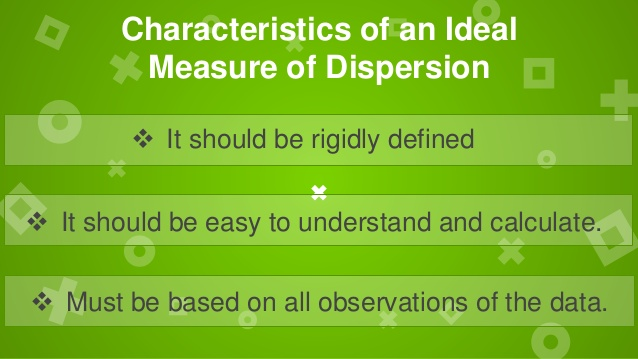 Characteristics of an Ideal
Measure of Dispersion
❖ It should be rigidly defined
❖ It should be easy to understand and calculate.
❖ Must be based on all observations of the data.